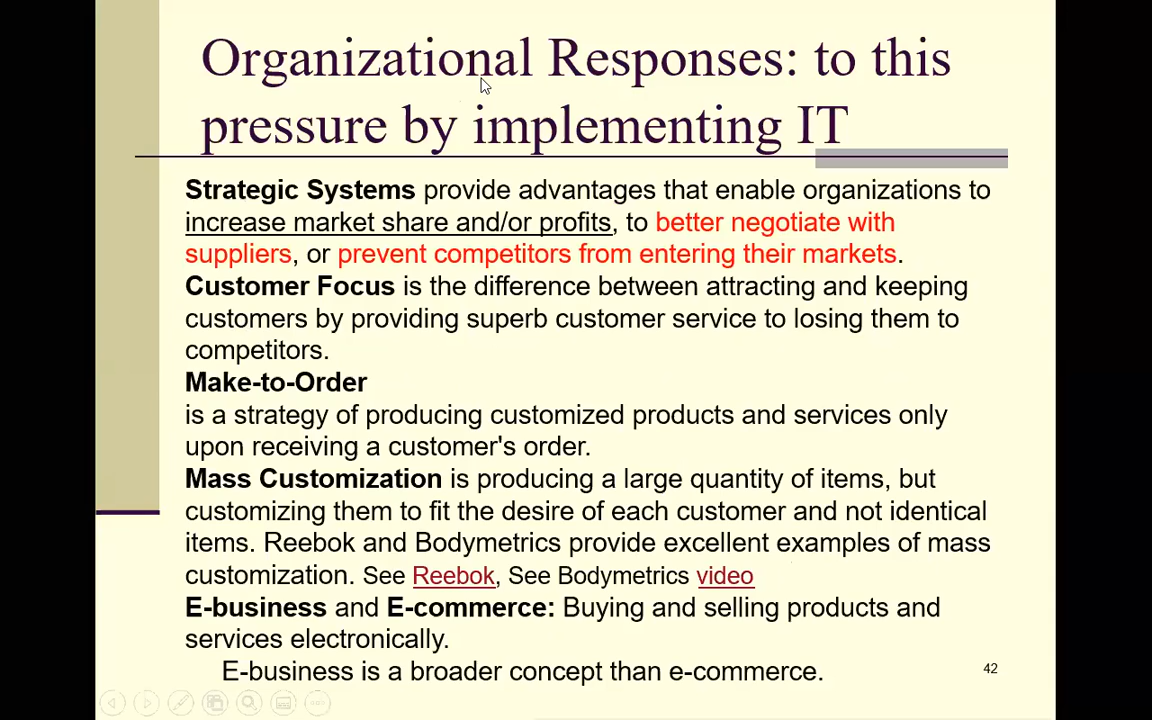 Organizational Responses: to this
pressure by implementing IT
Strategic Systems provide advantages that enable organizations to
increase market share and/or profits, to better negotiate with
suppliers, or prevent competitors from entering their markets.
Customer Focus is the difference between attracting and keeping
customers by providing superb customer service to losing them to
competitors.
Make-to-Order
is a strategy of producing customized products and services only
upon receiving a customer's order.
Mass Customization is producing a large quantity of items, but
customizing them to fit the desire of each customer and not identical
items. Reebok and Bodymetrics provide excellent examples of mass
customization. See Reebok, See Bodymetrics video
E-business and E-commerce: Buying and selling products and
services electronically.
E-business is a broader concept than e-commerce.
42